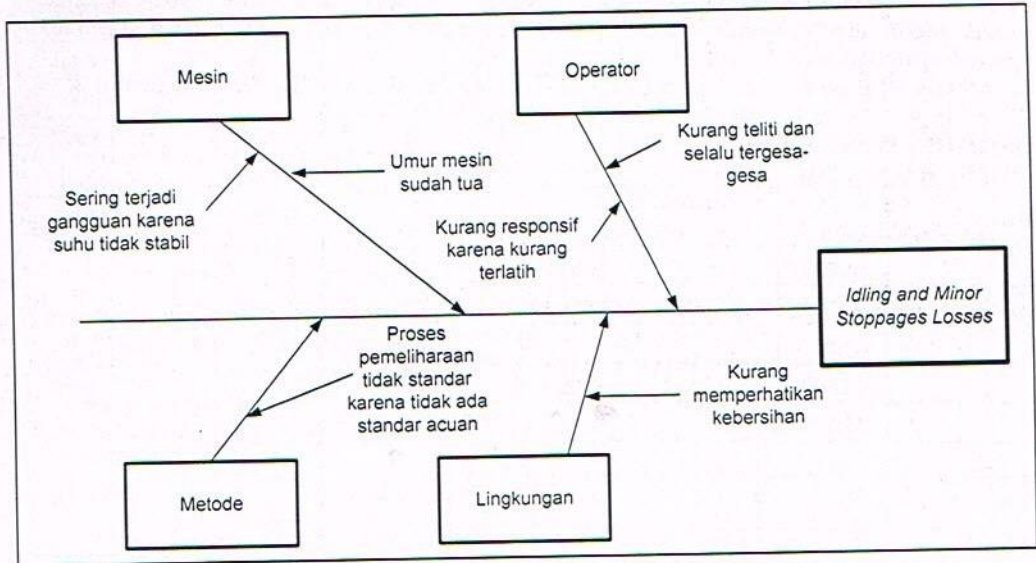 Mesin
Operator
Umur mesin
sudah tua
Kurang teliti dan
selalu tergesa-
gesa
Sering terjadi
gangguan karena
suhu tidak stabil
Kurang responsif
karena kurang
terlatih
Idling and Minor
Stoppages Losses
Proses
pemeliharaan
tidak standar
karena tidak ada
standar acuan
Kurang
memperhatikan
kebersihan
Metode
Lingkungan